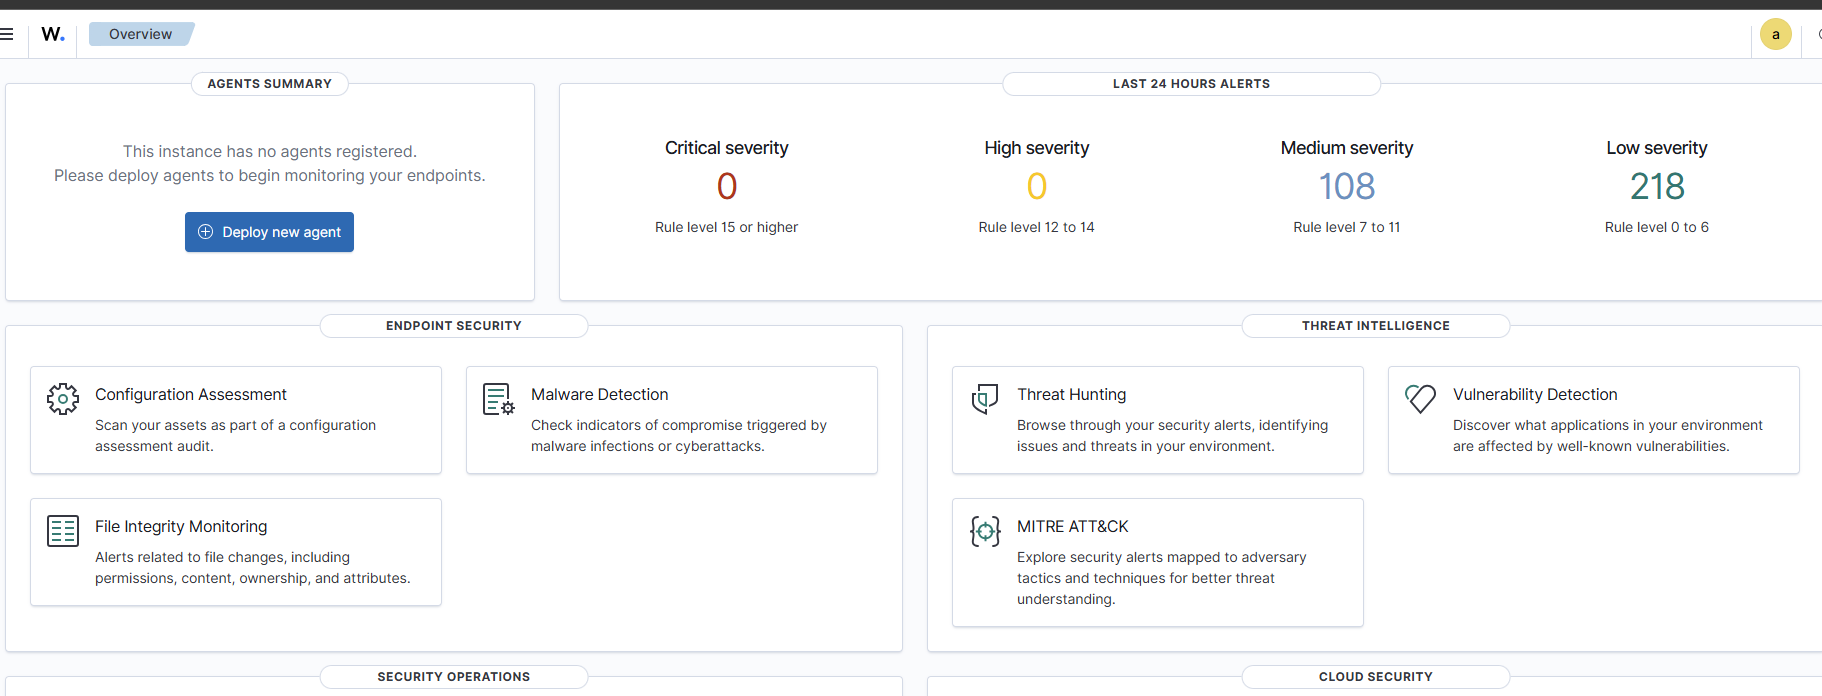 W.
Overview
a
AGENTS SUMMARY
This instance has no agents registered.
Please deploy agents to begin monitoring your endpoints.
Deploy new agent
LAST 24 HOURS ALERTS
Critical severity
0
Rule level 15 or higher
High severity
0
Rule level 12 to 14
Medium severity
108
Rule level 7 to 11
Low severity
218
Rule level 0 to 6
ENDPOINT SECURITY
Configuration Assessment
Scan your assets as part of a configuration
assessment audit.
Malware Detection
Check indicators of compromise triggered by
malware infections or cyberattacks.
File Integrity Monitoring
Alerts related to file changes, including
permissions, content, ownership, and attributes.
THREAT INTELLIGENCE
Threat Hunting
Browse through your security alerts, identifying
issues and threats in your environment.
Vulnerability Detection
Discover what applications in your environment
are affected by well-known vulnerabilities.
MITRE ATT&CK
Explore security alerts mapped to adversary
tactics and techniques for better threat
understanding.
SECURITY OPERATIONS
CLOUD SECURITY